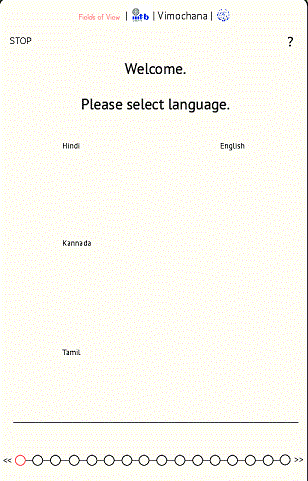 Fields of View | iiitb | Vimochana |
STOP ?
Welcome.
Please select language.
Hindi English
Kannada
Tamil
<< >>